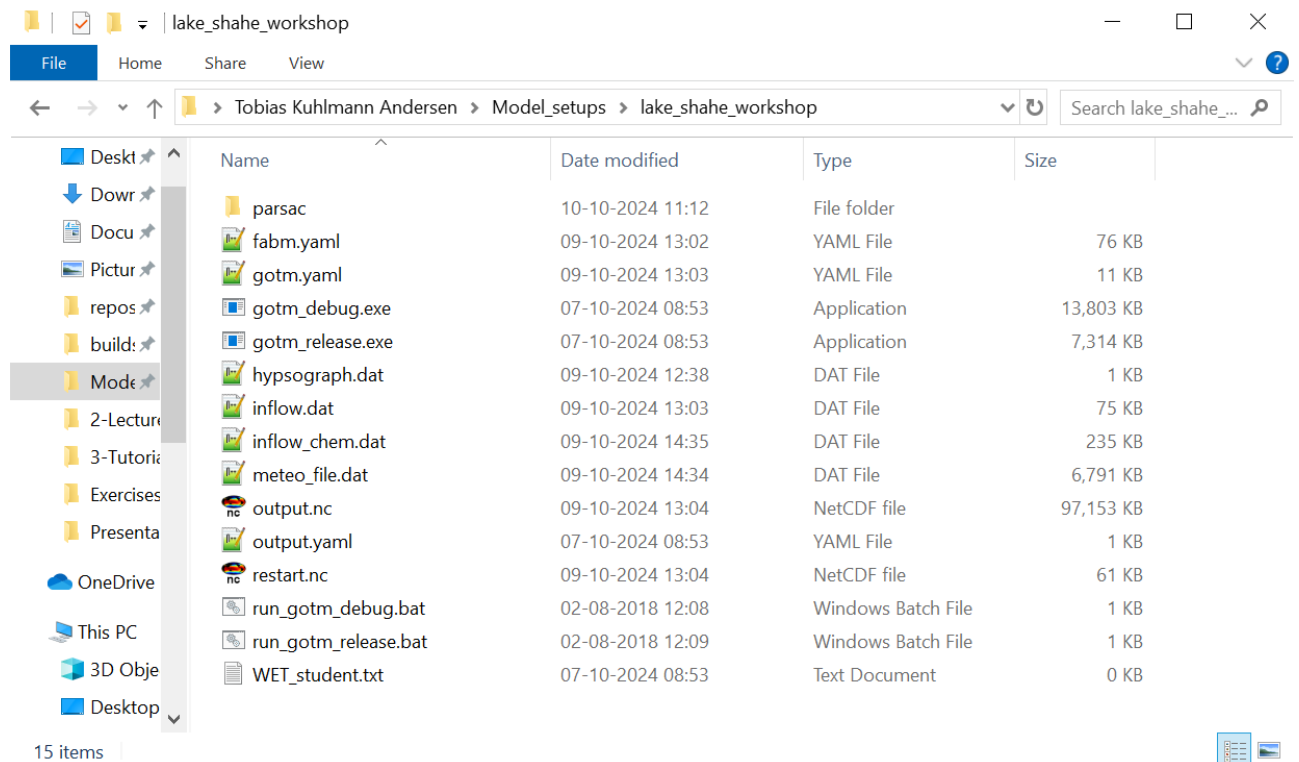 lake_shahe_workshop
File Home Share View
Tobias Kuhlmann Andersen Model_setups lake_shahe_workshop Search lake_shahe_...
Name Date modified Type Size
Deskt
Dowr
Docu
Pictur
repos
builds
Mode
2-Lecture
3-Tutoria
Exercises
Presenta
OneDrive
This PC
3D Obje
Desktop
parsac 10-10-2024 11:12 File folder
fabm.yaml 09-10-2024 13:02 YAML File 76 KB
gotm.yaml 09-10-2024 13:03 YAML File 11 KB
gotm_debug.exe 07-10-2024 08:53 Application 13,803 KB
gotm_release.exe 07-10-2024 08:53 Application 7,314 KB
hypsograph.dat 09-10-2024 12:38 DAT File 1 KB
inflow.dat 09-10-2024 13:03 DAT File 75 KB
inflow_chem.dat 09-10-2024 14:35 DAT File 235 KB
meteo_file.dat 09-10-2024 14:34 DAT File 6,791 KB
nc output.nc 09-10-2024 13:04 NetCDF file 97,153 KB
output.yaml 07-10-2024 08:53 YAML File 1 KB
nc restart.nc 09-10-2024 13:04 NetCDF file 61 KB
run_gotm_debug.bat 02-08-2018 12:08 Windows Batch File 1 KB
run_gotm_release.bat 02-08-2018 12:09 Windows Batch File 1 KB
WET_student.txt 07-10-2024 08:53 Text Document 0 KB
15 items